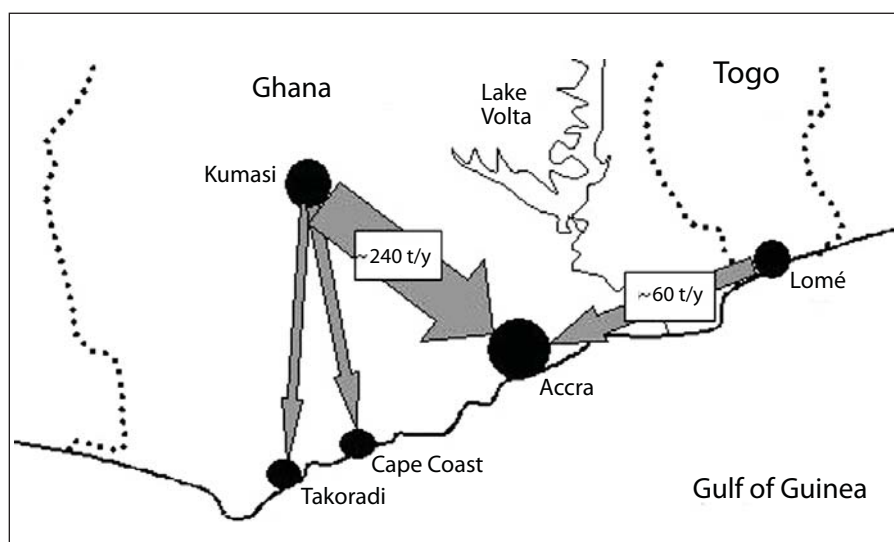 Ghana
Togo
Lake
Volta
Kumasi
~240 t/y
~60 t/y
Lomé
Accra
Cape Coast
Takoradi
Gulf of Guinea